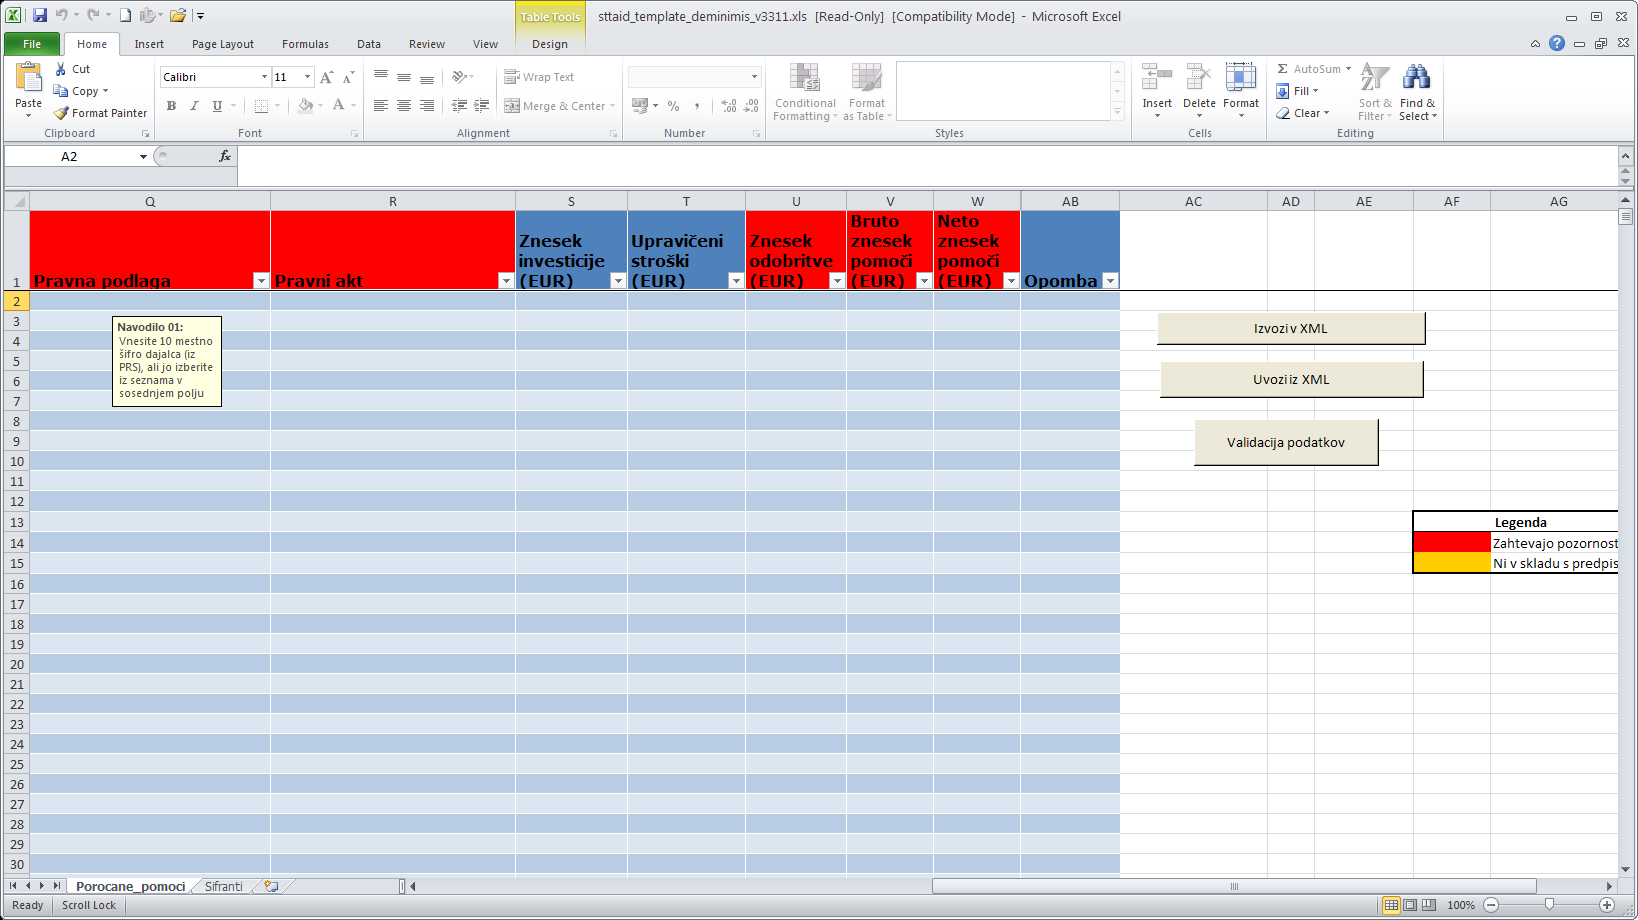 Table Tools
sttaid_template_deminimis_v3311.xls  [Read-Only]  [Compatibility Mode]  -  Microsoft Excel
File Home Insert Page Layout Formulas Data Review View Design
Paste
Cut
Copy
Format Painter
Clipboard
Calibri 11
B I U
Font
Wrap Text
Merge & Center
Alignment
%
Number
Conditional Formatting
Format as Table
Styles
Insert Delete Format
Cells
Σ AutoSum
Fill
Clear
Sort & Filter
Find & Select
Editing
A2 fx
Q R S T U V W AB AC AD AE AF AG
1
Pravna podlaga
Pravni akt
Znesek investicije (EUR)
Upravičeni stroški (EUR)
Znesek odobritve (EUR)
Bruto znesek pomoči (EUR)
Neto znesek pomoči (EUR)
Opomba
2
3
4
5
6
7
8
9
10
11
12
13
14
15
16
17
18
19
20
21
22
23
24
25
26
27
28
29
30
Navodilo 01:
Vnesite 10 mestno
šifro dajalca (iz
PRS), ali jo izberite
iz seznama v
sosednjem polju
Izvozi v XML
Uvozi iz XML
Validacija podatkov
Legenda
Zahtevajo pozornost
Ni v skladu s predpis
Porocane_pomoci Sifranti
Ready Scroll Lock 100%